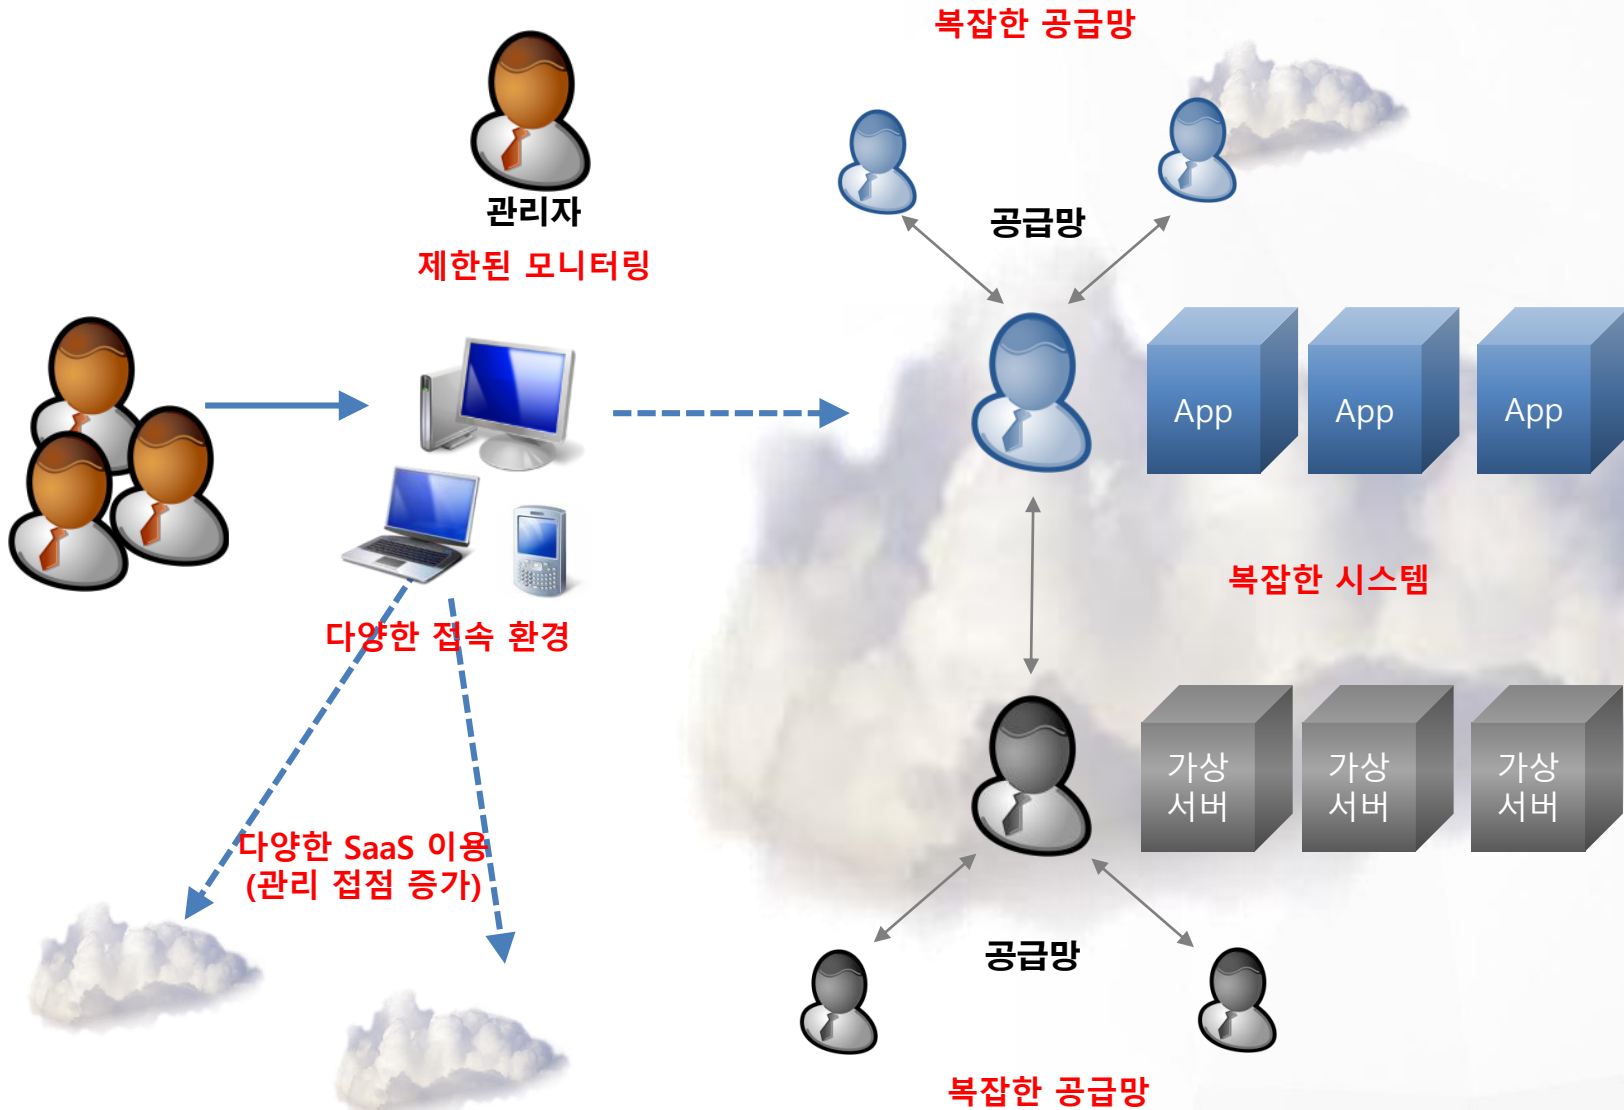 복잡한 공급망
관리자
제한된 모니터링
공급망
App
App
App
복잡한 시스템
다양한 접속 환경
가상
서버
가상
서버
가상
서버
다양한 SaaS 이용
(관리 접점 증가)
공급망
복잡한 공급망